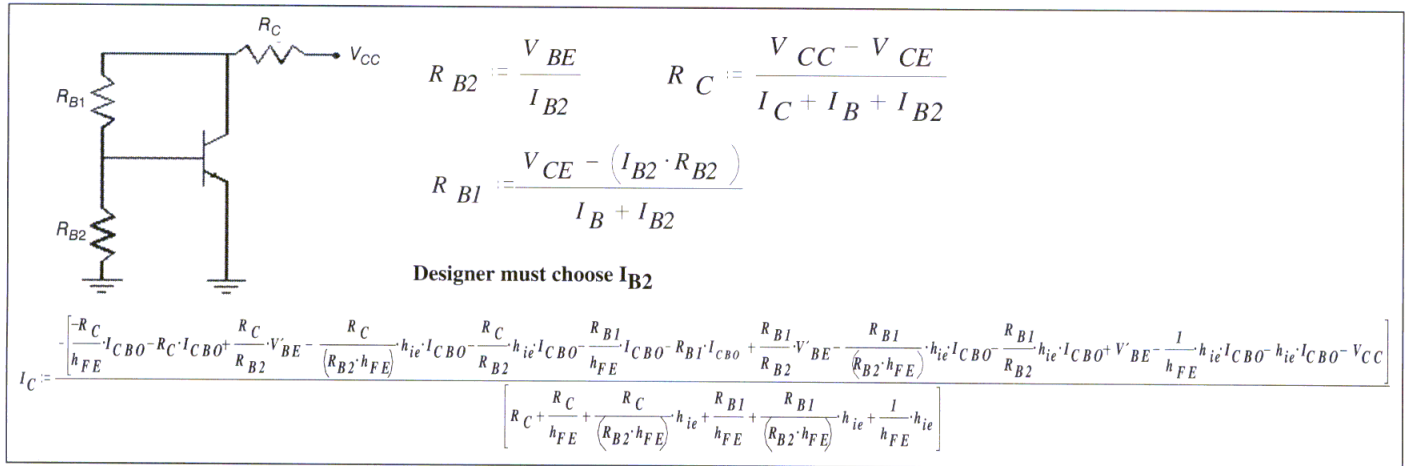 R_C
V_CC
R_B1
R_B2
R_B2 := V_BE / I_B2
R_C := (V_CC − V_CE) / (I_C + I_B + I_B2)
R_B1 := (V_CE − (I_B2 · R_B2)) / (I_B + I_B2)
Designer must choose I_B2
I_C := -[ -R_C/h_FE · I_CBO − R_C · I_CBO + R_C/R_B2 · V'_BE − R_C/(R_B2 · h_FE) · h_ie · I_CBO − R_C/R_B2 · h_ie · I_CBO − R_B1/h_FE · I_CBO − R_B1 · I_CBO + R_B1/R_B2 · V'_BE − R_B1/(R_B2 · h_FE) · h_ie · I_CBO − R_B1/R_B2 · h_ie · I_CBO + V'_BE − 1/h_FE · h_ie · I_CBO − h_ie · I_CBO − V_CC ] / [ R_C + R_C/h_FE + R_C/(R_B2 · h_FE) · h_ie + R_B1/h_FE + R_B1/(R_B2 · h_FE) · h_ie + 1/h_FE · h_ie ]